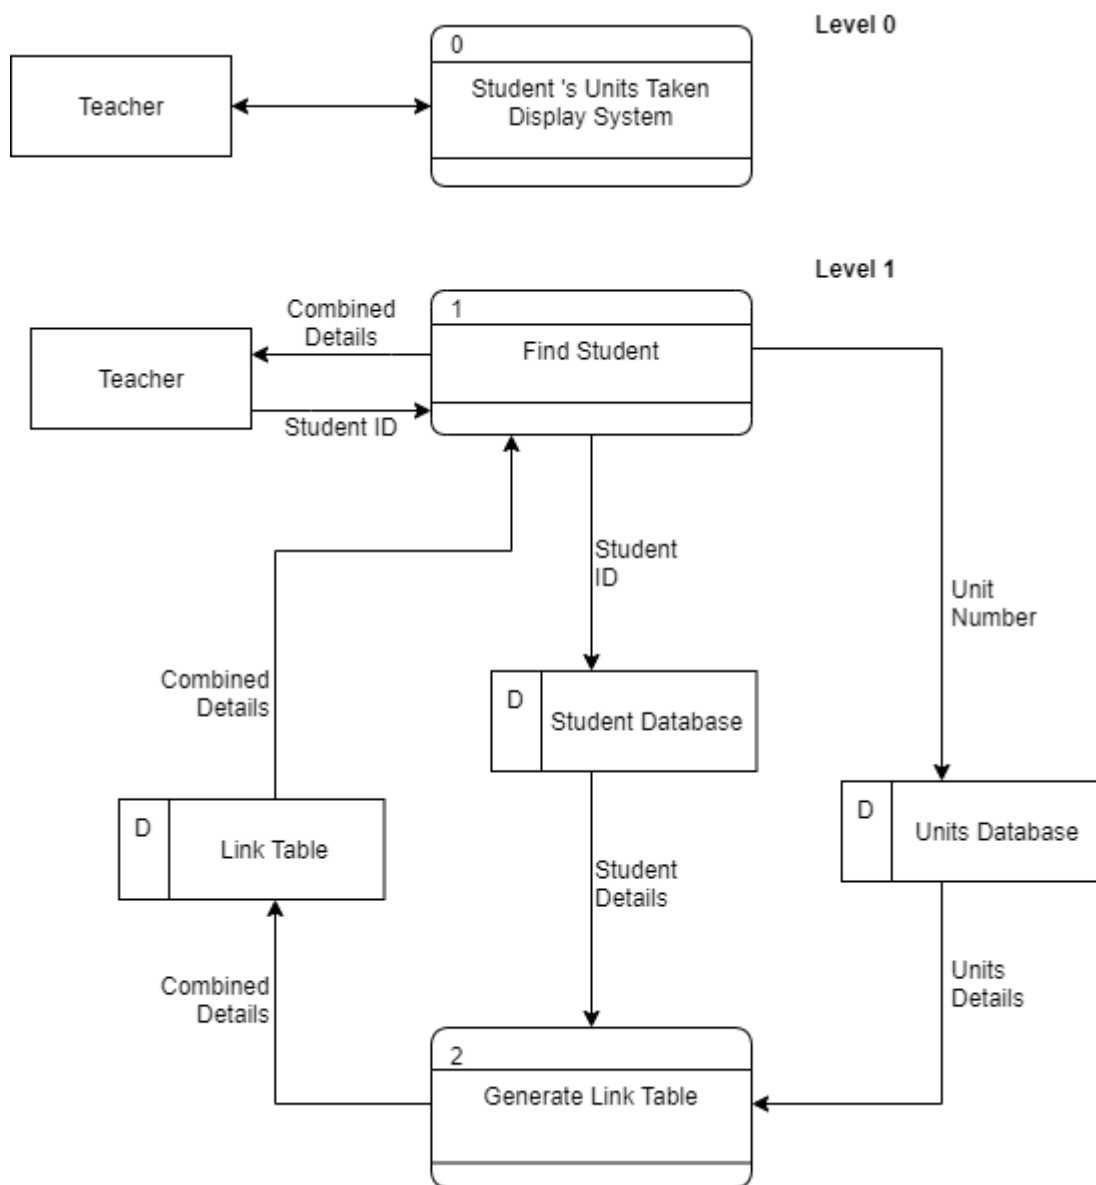 Level 0
0
Student 's Units Taken
Display System
Teacher
Level 1
1
Find Student
Combined
Details
Teacher
Student ID
Student
ID
Unit
Number
Combined
Details
D
Student Database
D
Units Database
D
Link Table
Student
Details
Units
Details
Combined
Details
2
Generate Link Table